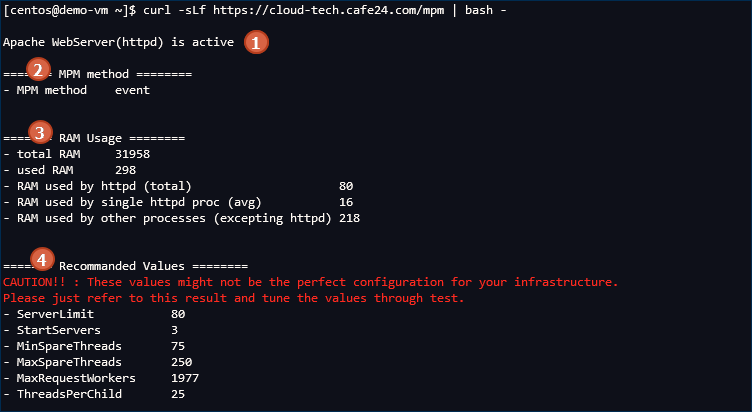 [centos@demo-vm ~]$ curl -sLf https://cloud-tech.cafe24.com/mpm | bash -
Apache WebServer(httpd) is active 1
2
======= MPM method ========
- MPM method event
3
======= RAM Usage ========
- total RAM 31958
- used RAM 298
- RAM used by httpd (total) 80
- RAM used by single httpd proc (avg) 16
- RAM used by other processes (excepting httpd) 218
4
======= Recommanded Values ========
CAUTION!! : These values might not be the perfect configuration for your infrastructure.
Please just refer to this result and tune the values through test.
- ServerLimit 80
- StartServers 3
- MinSpareThreads 75
- MaxSpareThreads 250
- MaxRequestWorkers 1977
- ThreadsPerChild 25